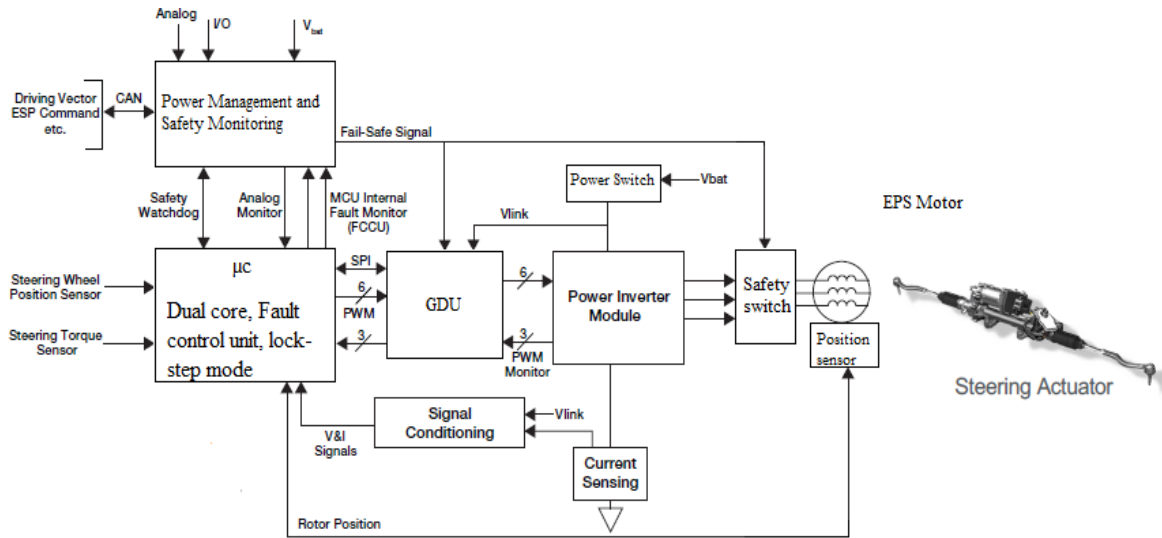 Analog
I/O
Vbat
Driving Vector
ESP Command
etc.
CAN
Power Management and
Safety Monitoring
Fail-Safe Signal
Power Switch
Vbat
EPS Motor
Safety
Watchdog
Analog
Monitor
MCU Internal
Fault Monitor
(FCCU)
Vlink
Steering Wheel
Position Sensor
Steering Torque
Sensor
μc
Dual core, Fault
control unit, lock-
step mode
SPI
6
PWM
3
GDU
6
3
PWM
Monitor
Power Inverter
Module
Safety
switch
Position
sensor
Steering Actuator
Signal
Conditioning
Vlink
V&I
Signals
Current
Sensing
Rotor Position